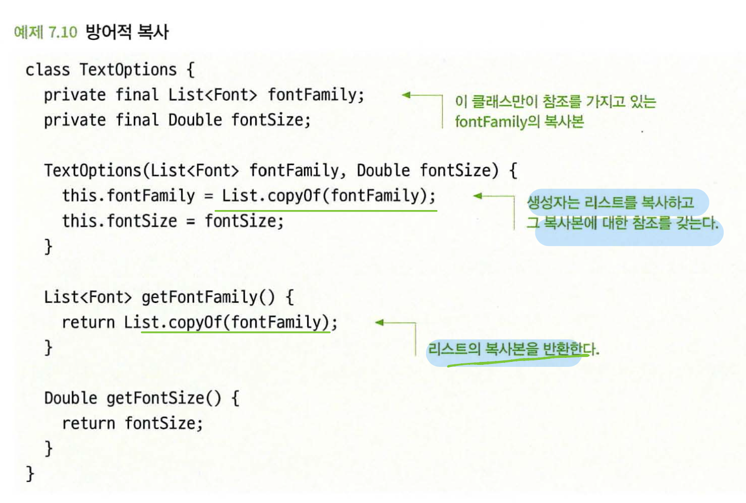 예제 7.10 방어적 복사
class TextOptions {
private final List<Font> fontFamily;
private final Double fontSize;
이 클래스만이 참조를 가지고 있는
fontFamily의 복사본
TextOptions(List<Font> fontFamily, Double fontSize) {
this.fontFamily = List.copyOf(fontFamily);
this.fontSize = fontSize;
}
생성자는 리스트를 복사하고
그 복사본에 대한 참조를 갖는다.
List<Font> getFontFamily() {
return List.copyOf(fontFamily);
}
리스트의 복사본을 반환한다.
Double getFontSize() {
return fontSize;
}
}